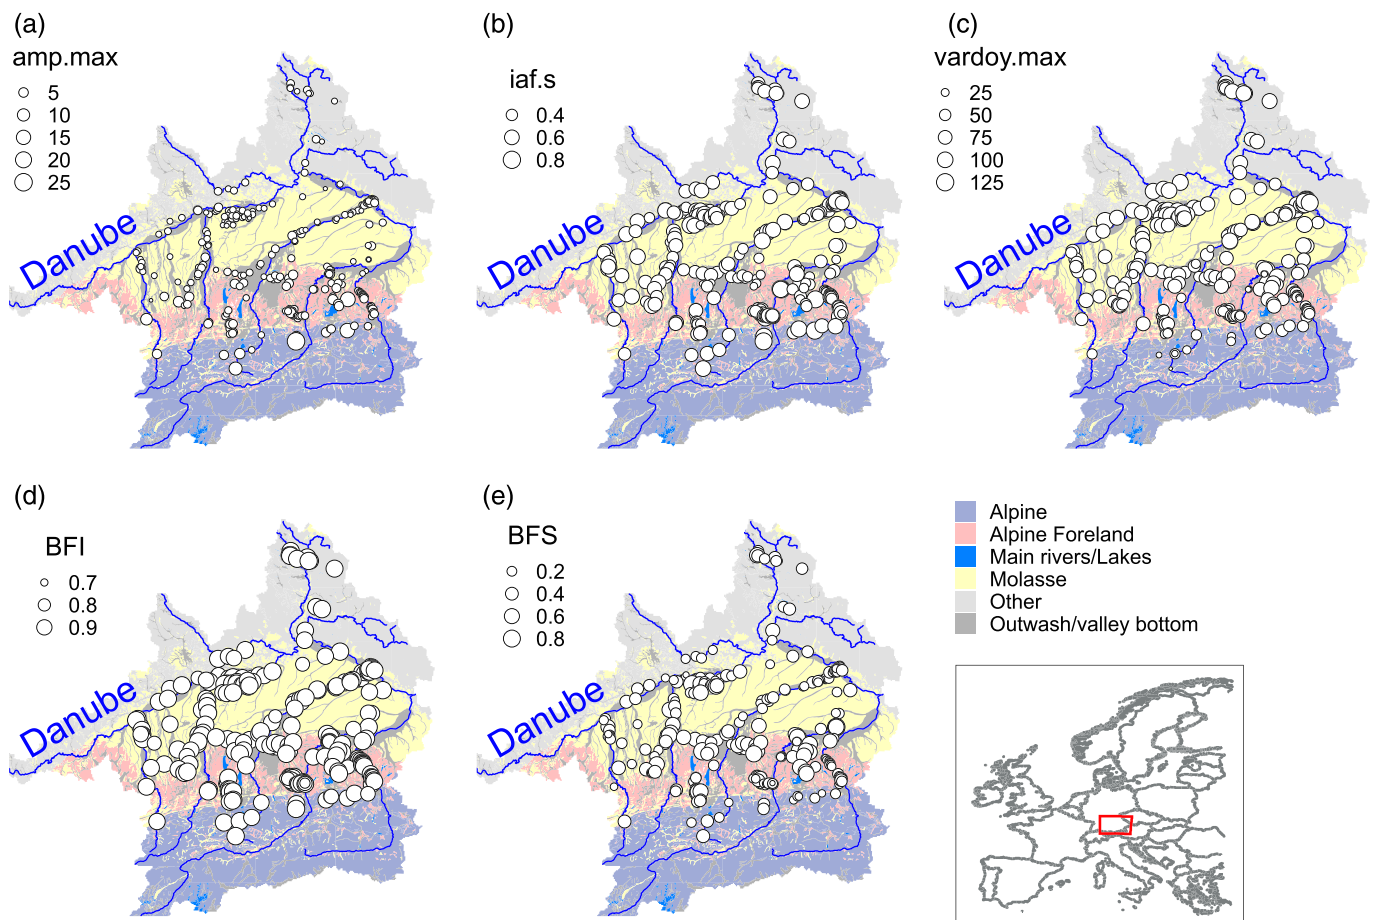 (a)
amp.max
5
10
15
20
25
Danube
(b)
iaf.s
0.4
0.6
0.8
Danube
(c)
vardoy.max
25
50
75
100
125
Danube
(d)
BFI
0.7
0.8
0.9
Danube
(e)
BFS
0.2
0.4
0.6
0.8
Danube
Alpine
Alpine Foreland
Main rivers/Lakes
Molasse
Other
Outwash/valley bottom